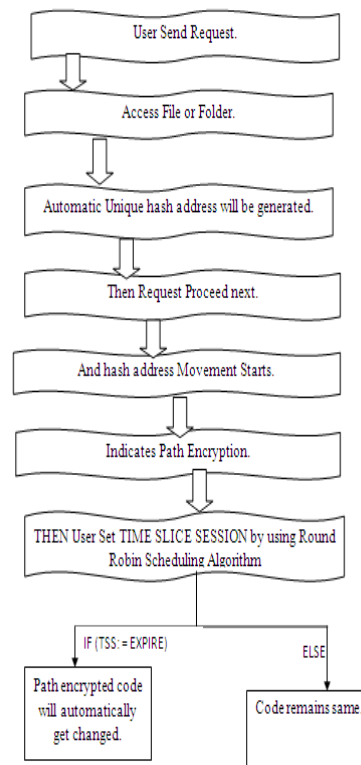 User Send Request.
Access File or Folder.
Automatic Unique hash address will be generated.
Then Request Proceed next.
And hash address Movement Starts.
Indicates Path Encryption.
THEN User Set TIME SLICE SESSION by using Round
Robin Scheduling Algorithm
IF (TSS: = EXPIRE)
ELSE
Path encrypted code
will automatically
get changed.
Code remains same.